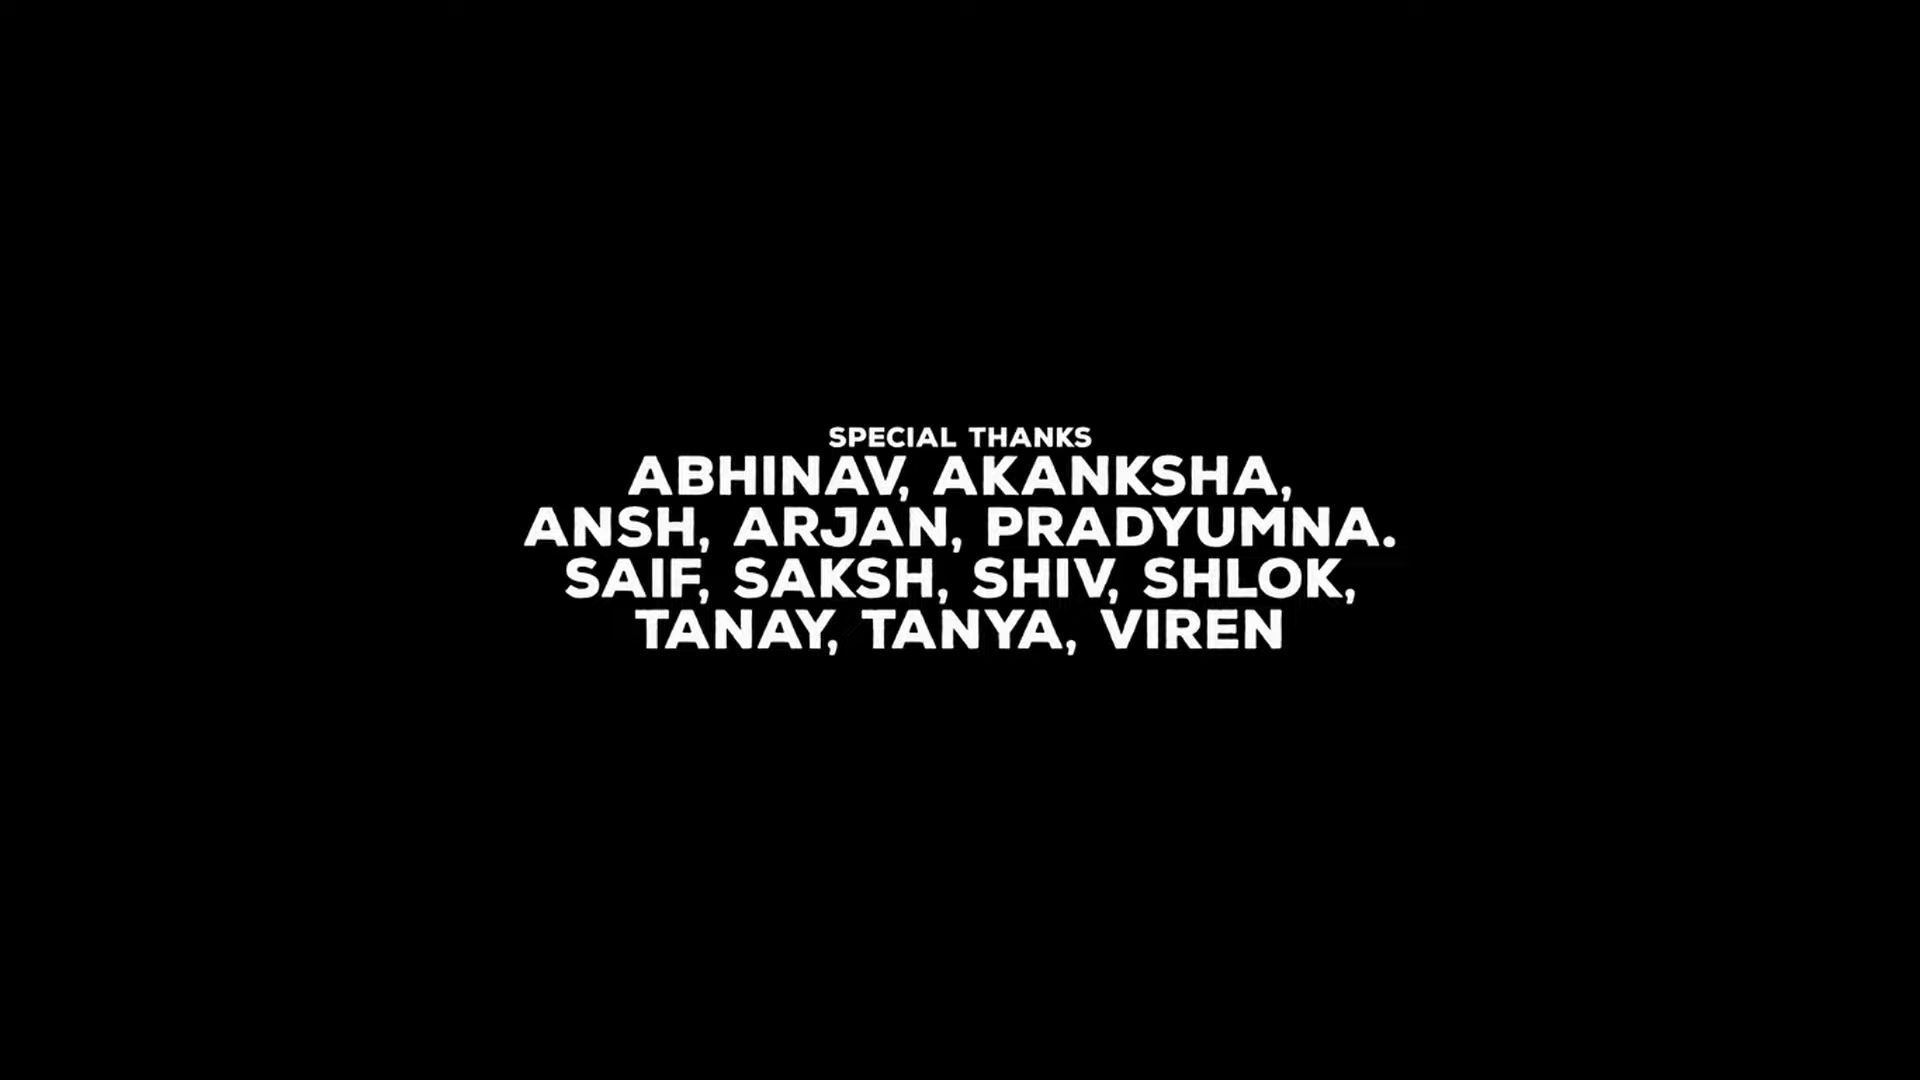 SPECIAL THANKS
ABHINAV, AKANKSHA,
ANSH, ARJAN, PRADYUMNA.
SAIF, SAKSH, SHIV, SHLOK,
TANAY, TANYA, VIREN